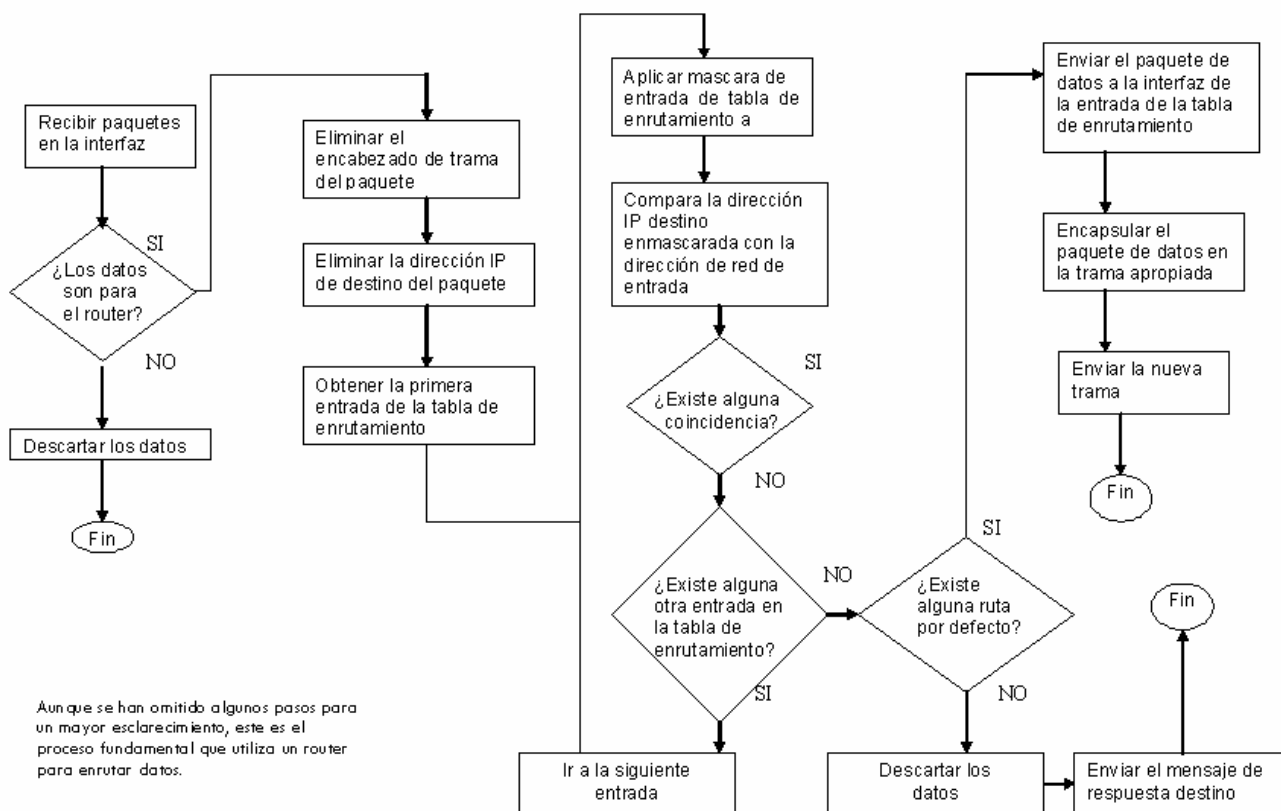 Recibir paquetes
en la interfaz
SI
¿Los datos
son para
el router?
NO
Descartar los datos
Fin
Eliminar el
encabezado de trama
del paquete
Eliminar la dirección IP
de destino del paquete
Obtener la primera
entrada de la tabla de
enrutamiento
Aplicar mascara de
entrada de tabla de
enrutamiento a
Compara la dirección
IP destino
enmascarada con la
dirección de red de
entrada
SI
¿Existe alguna
coincidencia?
NO
¿Existe alguna
otra entrada en
la tabla de
enrutamiento?
NO
SI
Ir a la siguiente
entrada
SI
¿Existe
alguna ruta
por defecto?
NO
Descartar los
datos
Enviar el mensaje de
respuesta destino
Fin
Enviar el paquete de
datos a la interfaz de
la entrada de la tabla
de enrutamiento
Encapsular el
paquete de datos en
la trama apropiada
Enviar la nueva
trama
Fin
Aunque se han omitido algunos pasos para
un mayor esclarecimiento, este es el
proceso fundamental que utiliza un router
para enrutar datos.